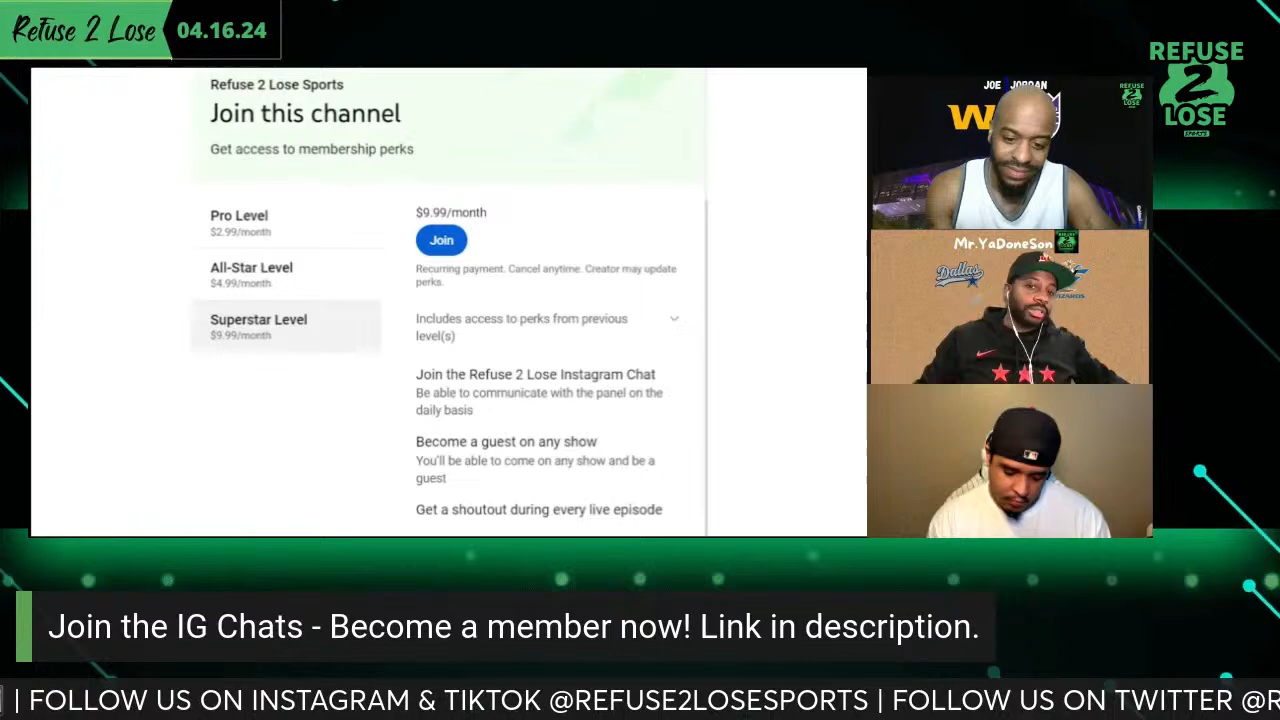 Refuse 2 Lose
04.16.24
REFUSE
2
LOSE
SPORTS
Refuse 2 Lose Sports
Join this channel
Get access to membership perks
Pro Level
$2.99/month
All-Star Level
$4.99/month
Superstar Level
$9.99/month
$9.99/month
Join
Recurring payment. Cancel anytime. Creator may update
perks.
Includes access to perks from previous
level(s)
Join the Refuse 2 Lose Instagram Chat
Be able to communicate with the panel on the
daily basis
Become a guest on any show
You'll be able to come on any show and be a
guest
Get a shoutout during every live episode
JOE JORDAN
W
REFUSE
2
LOSE
Mr.YaDoneSon
Dallas
WIZARDS
Join the IG Chats - Become a member now! Link in description.
| FOLLOW US ON INSTAGRAM & TIKTOK @REFUSE2LOSESPORTS | FOLLOW US ON TWITTER @R